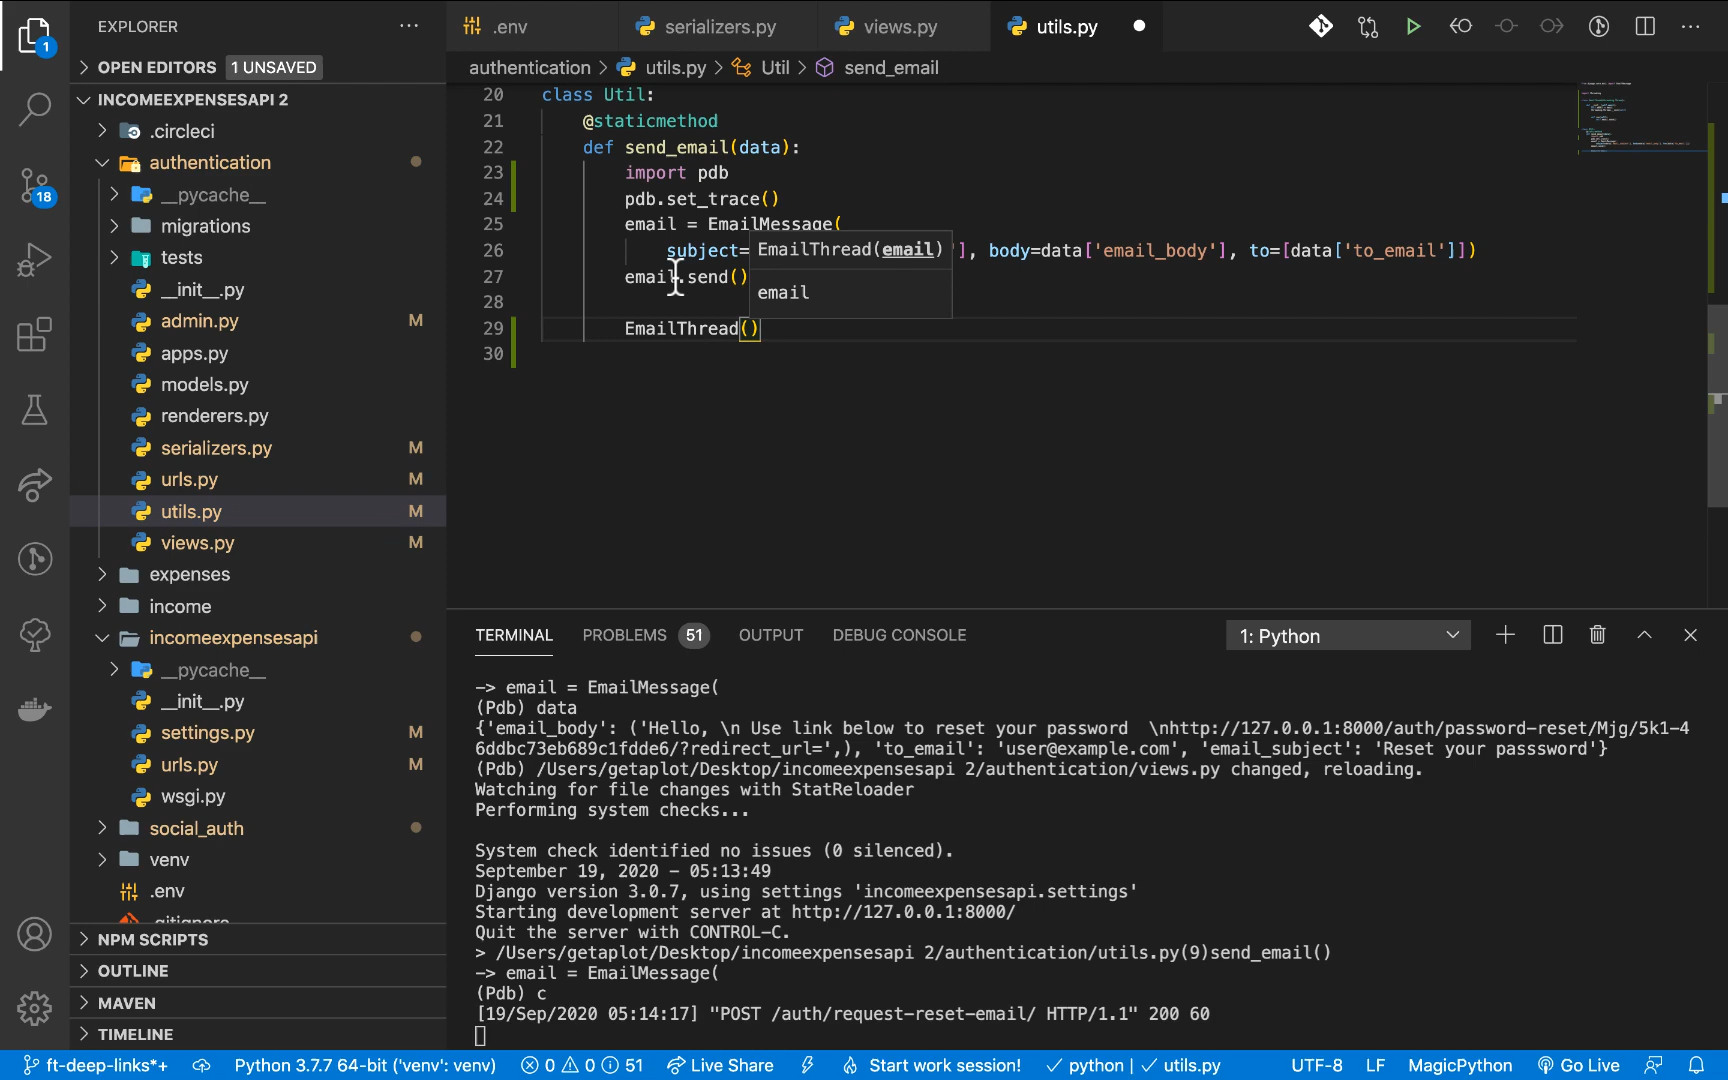 EXPLORER
OPEN EDITORS 1 UNSAVED
INCOMEEXPENSESAPI 2
.circleci
authentication
__pycache__
migrations
tests
__init__.py
admin.py M
apps.py
models.py
renderers.py
serializers.py M
urls.py M
utils.py M
views.py M
expenses
income
incomeexpensesapi
__pycache__
__init__.py
settings.py M
urls.py M
wsgi.py
social_auth
venv
.env
.gitignore
NPM SCRIPTS
OUTLINE
MAVEN
TIMELINE
1
18
.env serializers.py views.py utils.py
authentication > utils.py > Util > send_email
20 class Util:
21 @staticmethod
22 def send_email(data):
23 import pdb
24 pdb.set_trace()
25 email = EmailMessage(
26 subject= '], body=data['email_body'], to=[data['to_email']])
27 email.send()
28
29 EmailThread()
30
EmailThread(email)
email
TERMINAL PROBLEMS 51 OUTPUT DEBUG CONSOLE 1: Python
-> email = EmailMessage(
(Pdb) data
{'email_body': ('Hello, \n Use link below to reset your password  \nhttp://127.0.0.1:8000/auth/password-reset/Mjg/5k1-4
6ddbc73eb689c1fdde6/?redirect_url=',), 'to_email': 'user@example.com', 'email_subject': 'Reset your passsword'}
(Pdb) /Users/getaplot/Desktop/incomeexpensesapi 2/authentication/views.py changed, reloading.
Watching for file changes with StatReloader
Performing system checks...
System check identified no issues (0 silenced).
September 19, 2020 - 05:13:49
Django version 3.0.7, using settings 'incomeexpensesapi.settings'
Starting development server at http://127.0.0.1:8000/
Quit the server with CONTROL-C.
> /Users/getaplot/Desktop/incomeexpensesapi 2/authentication/utils.py(9)send_email()
-> email = EmailMessage(
(Pdb) c
[19/Sep/2020 05:14:17] "POST /auth/request-reset-email/ HTTP/1.1" 200 60
ft-deep-links*+ Python 3.7.7 64-bit ('venv': venv) 0 0 51 Live Share Start work session! python | utils.py UTF-8 LF MagicPython Go Live